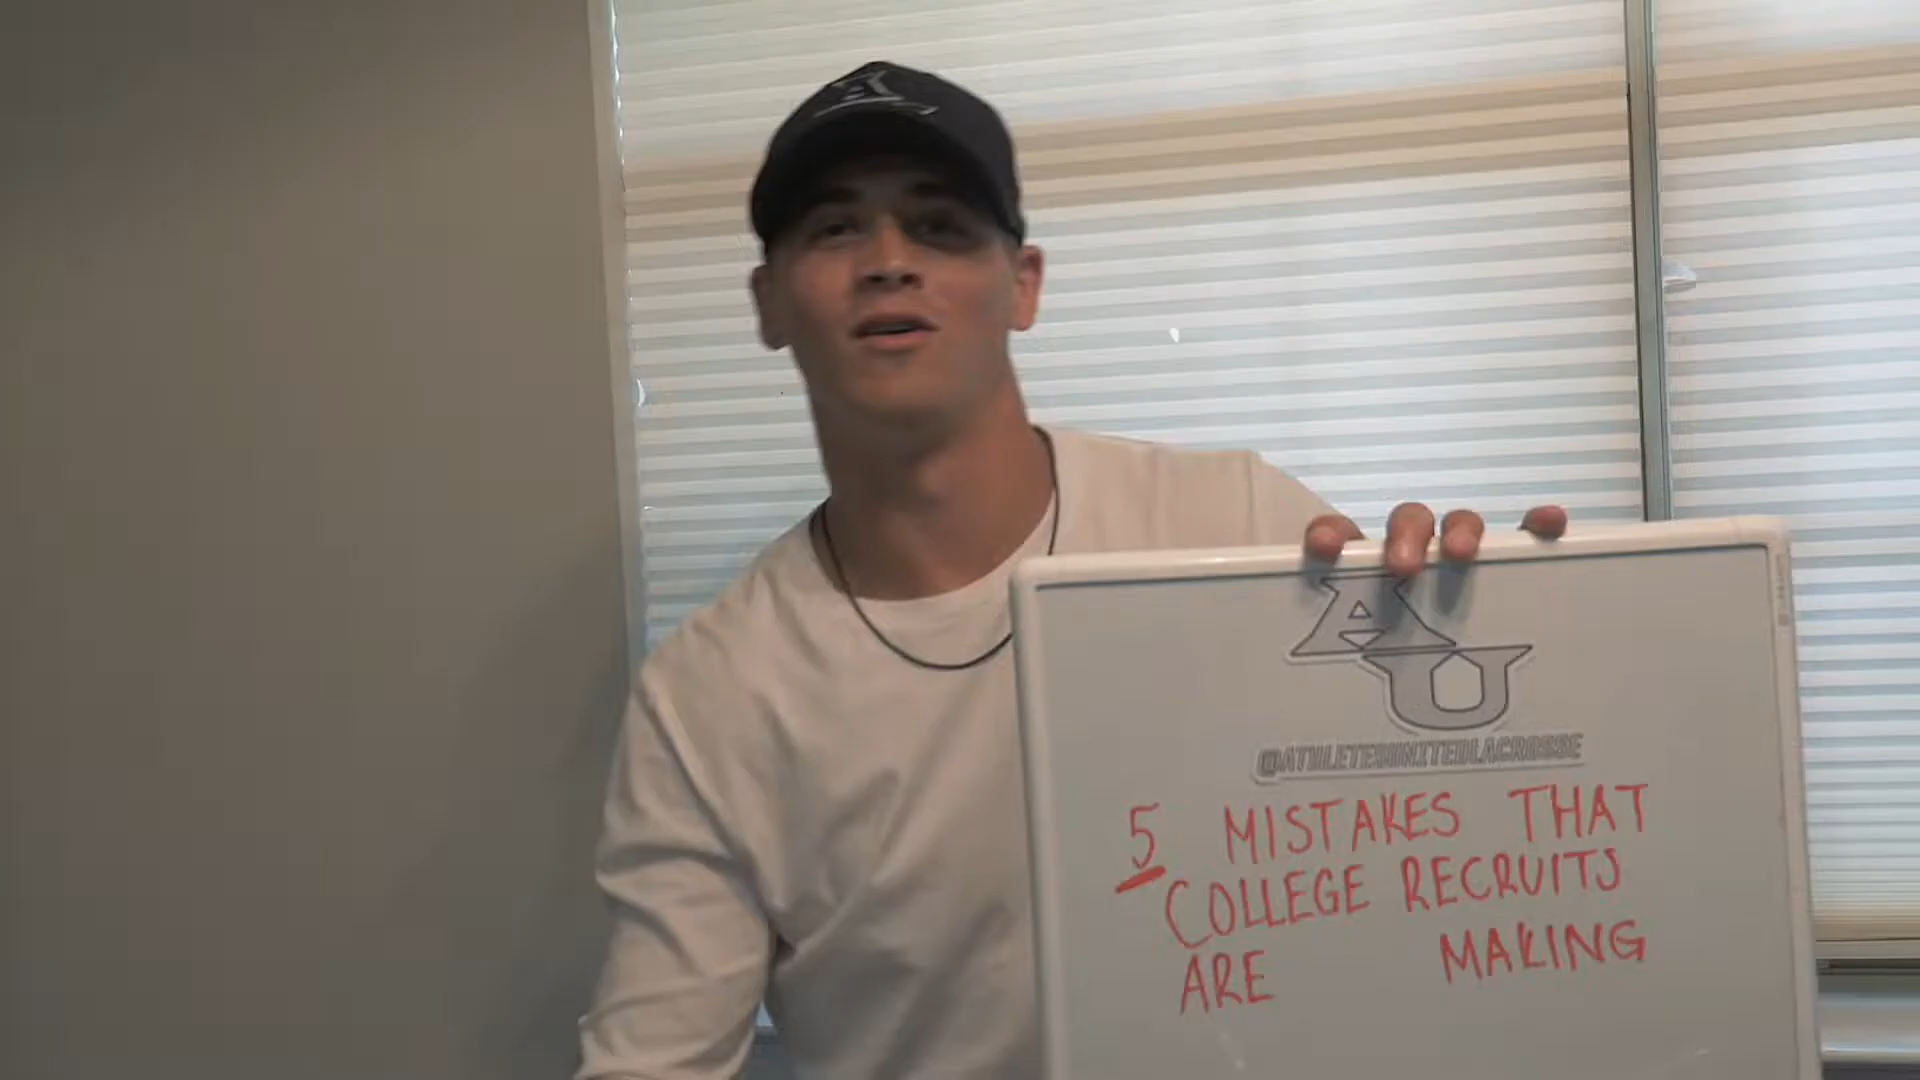 A
AU
@ATHLETESUNITEDLACROSSE
5 MISTAKES THAT
COLLEGE RECRUITS
ARE MAKING